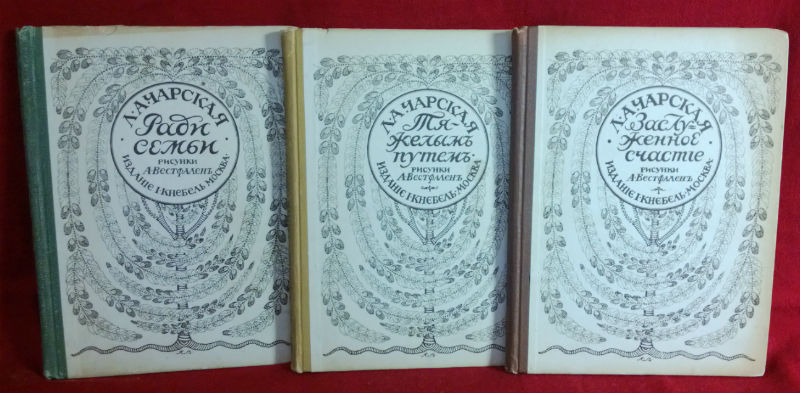 Л·А·ЧАРСКАЯ
Ради
семьи
РИСУНКИ
А·ВЕСТФАЛЕНЪ
ИЗДАНІЕ І·КНЕБЕЛЬ·МОСКВА·
Л·А·ЧАРСКАЯ
Тя-
желымъ
путемъ·
РИСУНКИ
А·ВЕСТФАЛЕНЪ
ИЗДАНІЕ І·КНЕБЕЛЬ·МОСКВА
Л·А·ЧАРСКАЯ
Заслу-
женное
счастіе
РИСУНКИ
А·ВЕСТФАЛЕНЪ
ИЗДАНІЕ І·КНЕБЕЛЬ·МОСКВА·